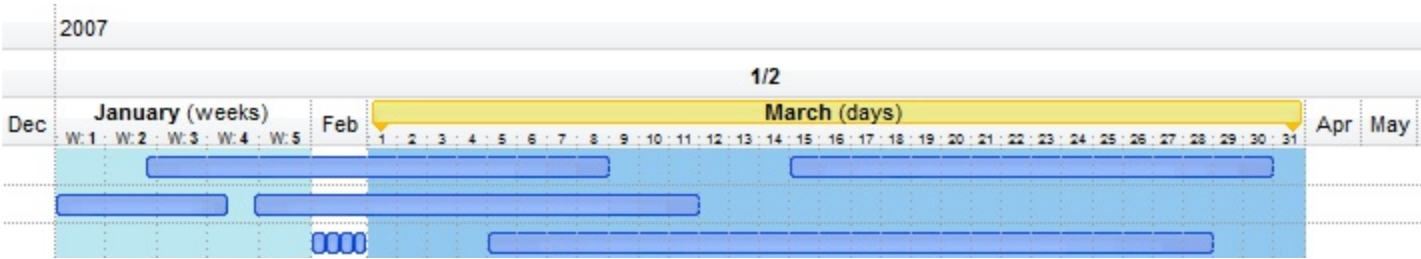 2007
1/2
Dec January (weeks) Feb March (days) Apr May
W: 1 W: 2 W: 3 W: 4 W: 5 1 2 3 4 5 6 7 8 9 10 11 12 13 14 15 16 17 18 19 20 21 22 23 24 25 26 27 28 29 30 31